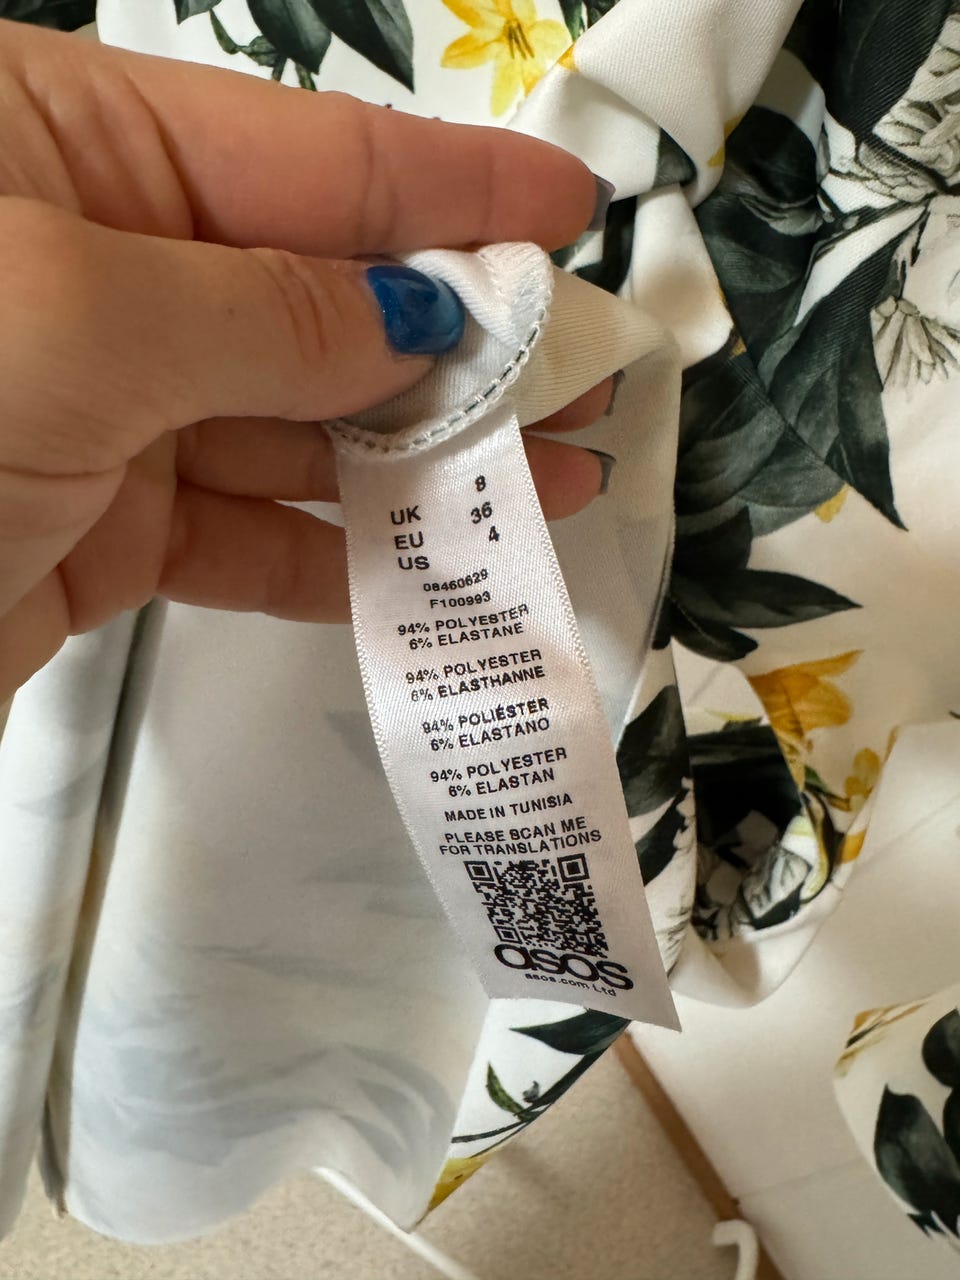 UK 8
EU 36
US 4
08460629
F100993
94% POLYESTER
6% ELASTANE
94% POLYESTER
6% ELASTHANNE
94% POLIÉSTER
6% ELASTANO
94% POLYESTER
6% ELASTAN
MADE IN TUNISIA
PLEASE SCAN ME
FOR TRANSLATIONS
asos
asos.com Ltd